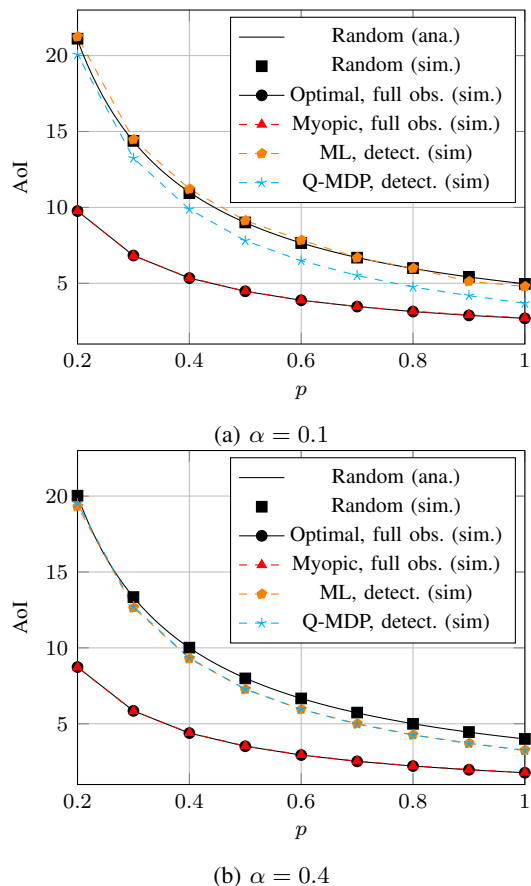 Random (ana.)
Random (sim.)
Optimal, full obs. (sim.)
Myopic, full obs. (sim.)
ML, detect. (sim)
Q-MDP, detect. (sim)
20
15
10
5
AoI
0.2 0.4 0.6 0.8 1
p
(a) α = 0.1
Random (ana.)
Random (sim.)
Optimal, full obs. (sim.)
Myopic, full obs. (sim.)
ML, detect. (sim)
Q-MDP, detect. (sim)
20
15
10
5
AoI
0.2 0.4 0.6 0.8 1
p
(b) α = 0.4